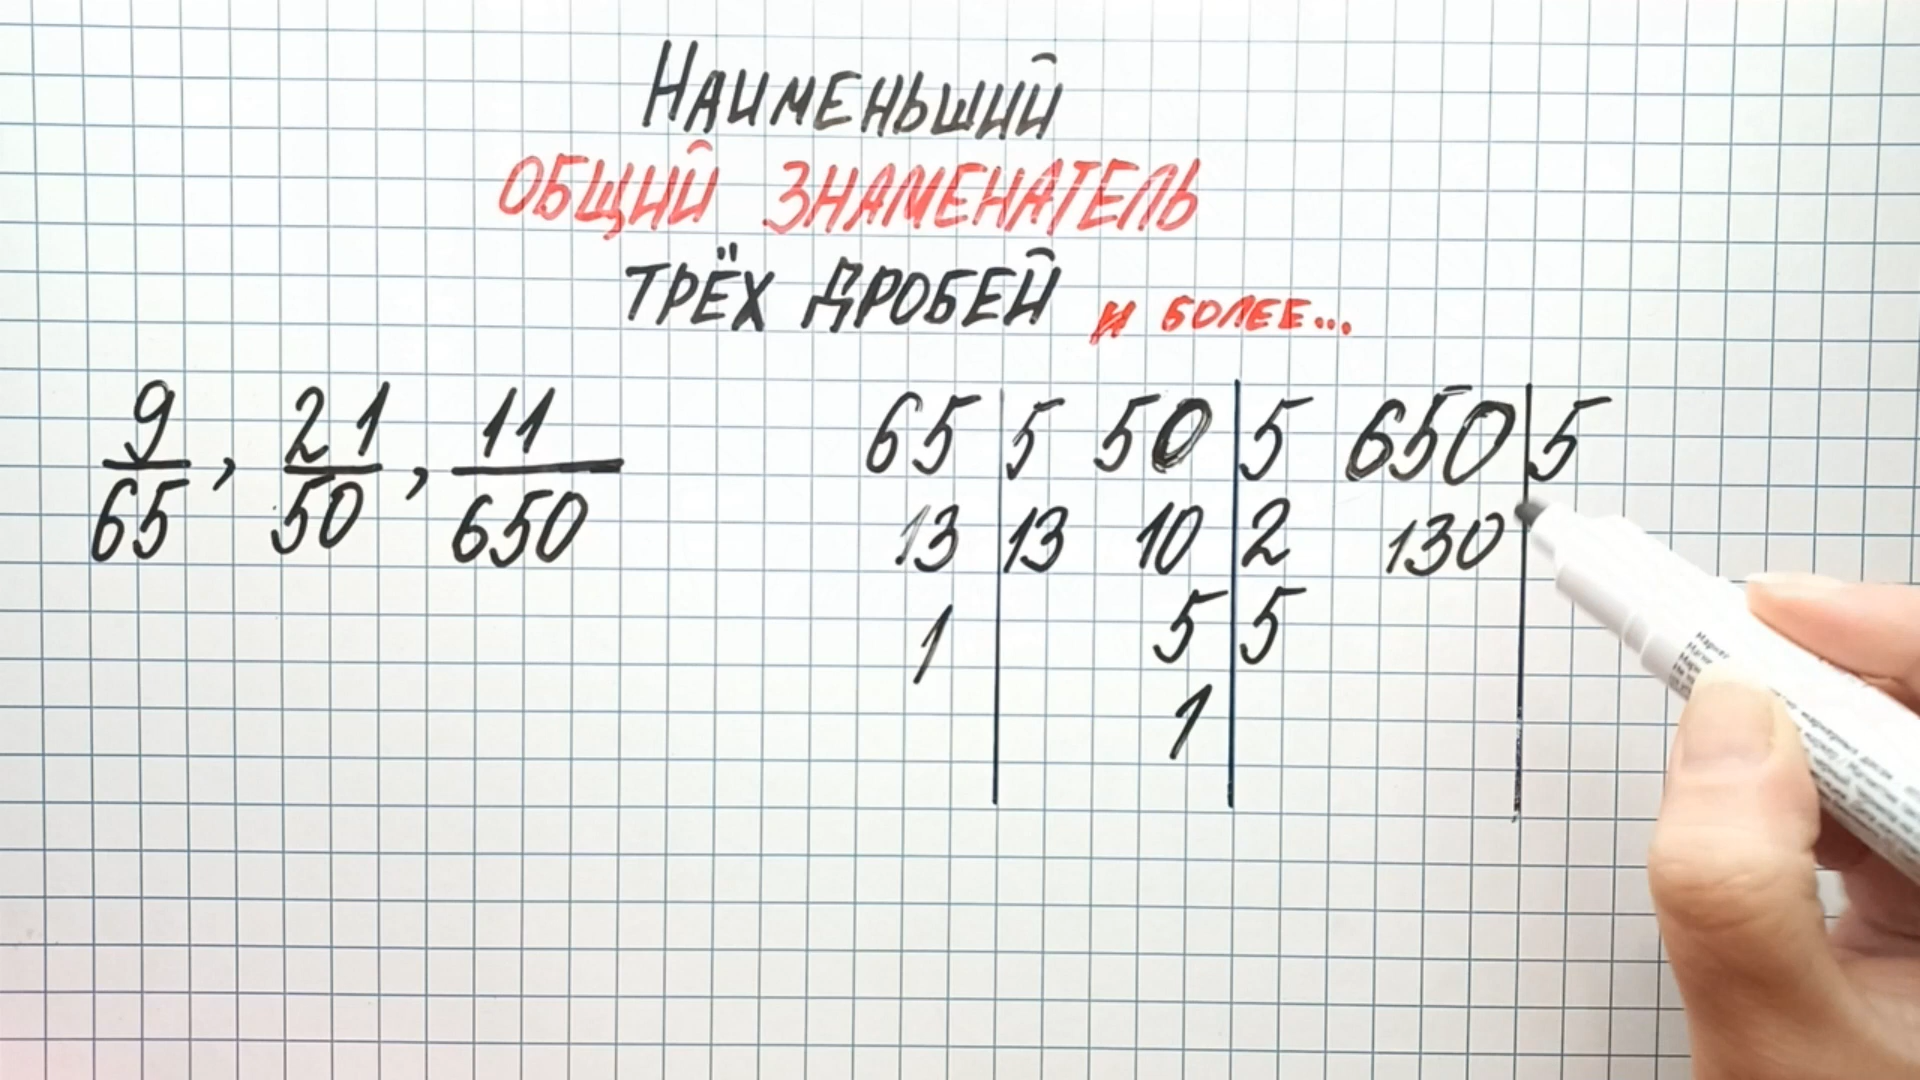 НАИМЕНЬШИЙ
ОБЩИЙ ЗНАМЕНАТЕЛЬ
ТРЁХ ДРОБЕЙ И БОЛЕЕ...
9/65, 21/50, 11/650
65 | 5 50 | 5 650 | 5
13 | 13 10 | 2 130 |
1 | 5 | 5
1 |